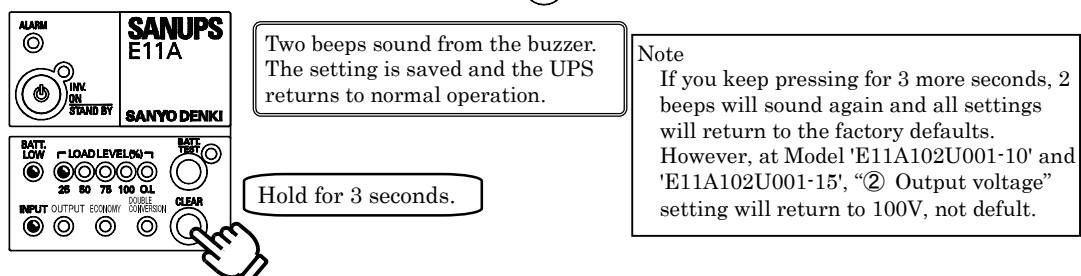 ALARM
SANUPS
E11A
INV.
ON
STAND BY
SANYO DENKI
BATT.
LOW
LOAD LEVEL(%)
BATT.
TEST
25 50 75 100 O.L
INPUT OUTPUT ECONOMY DOUBLE CONVERSION CLEAR
Two beeps sound from the buzzer.
The setting is saved and the UPS
returns to normal operation.
Hold for 3 seconds.
Note
If you keep pressing for 3 more seconds, 2
beeps will sound again and all settings
will return to the factory defaults.
However, at Model 'E11A102U001-10' and
'E11A102U001-15', “② Output voltage”
setting will return to 100V, not defult.